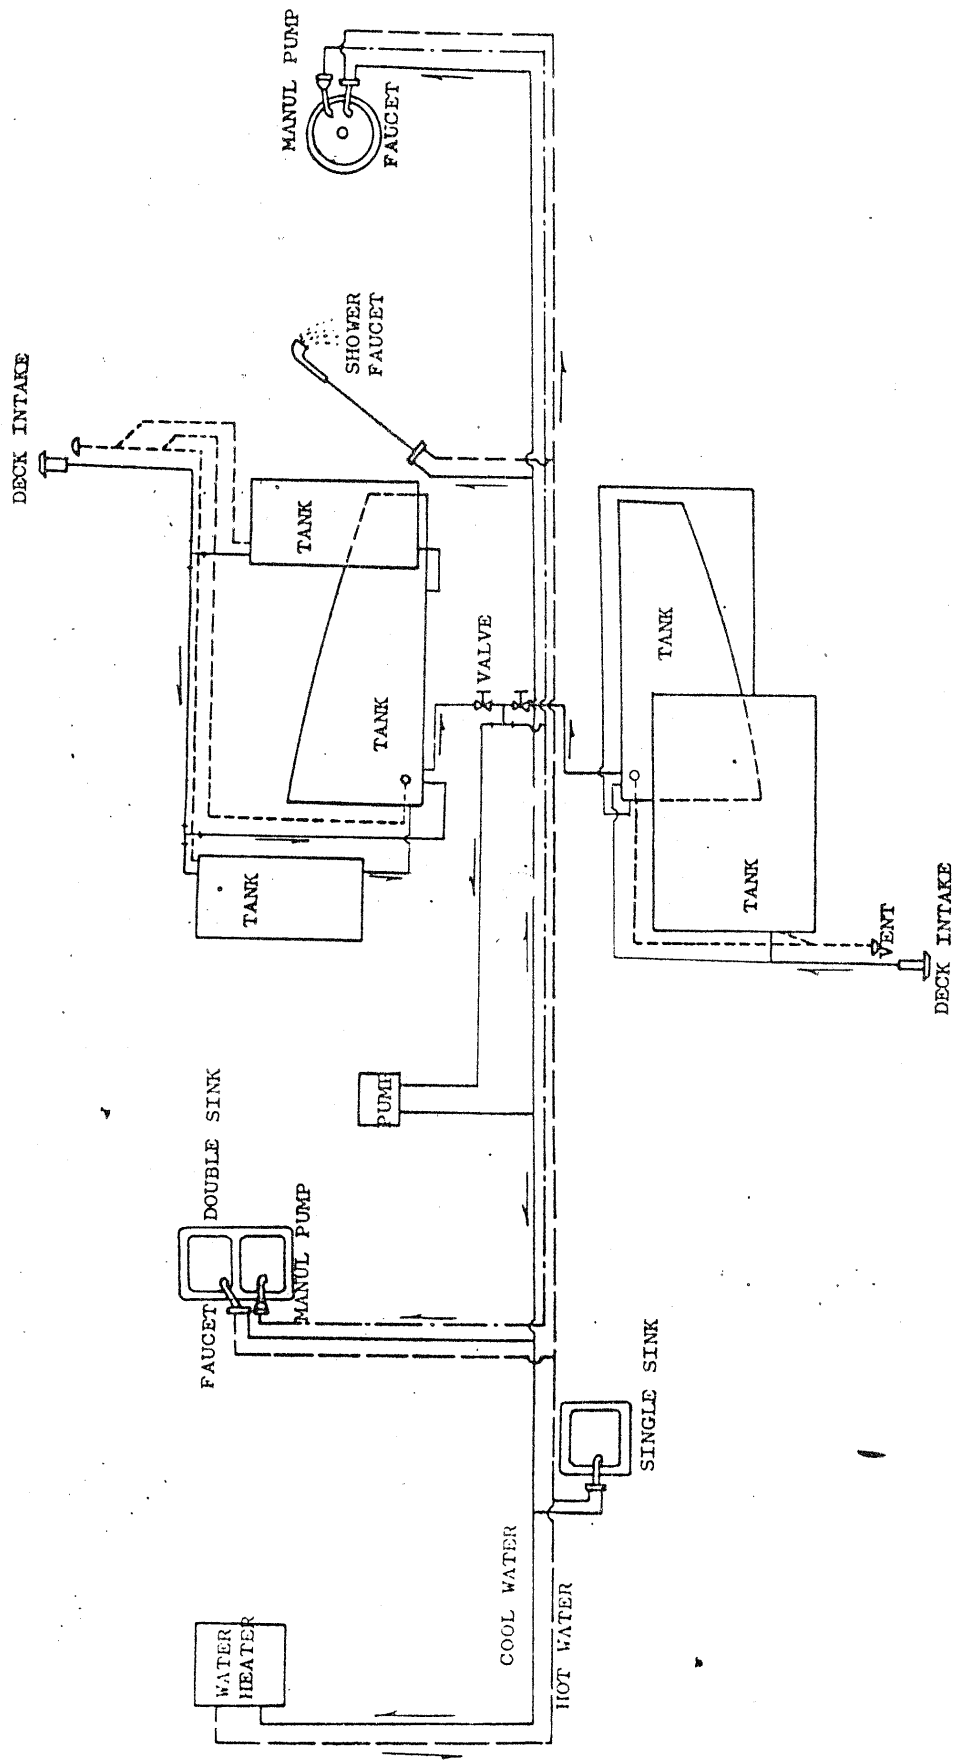 DECK INTAKE
MANUL PUMP
FAUCET
SHOWER
FAUCET
TANK
TANK
TANK
VALVE
TANK
TANK
VENT
DECK INTAKE
PUMP
DOUBLE SINK
FAUCET
MANUL PUMP
SINGLE SINK
WATER
HEATER
COOL WATER
HOT WATER